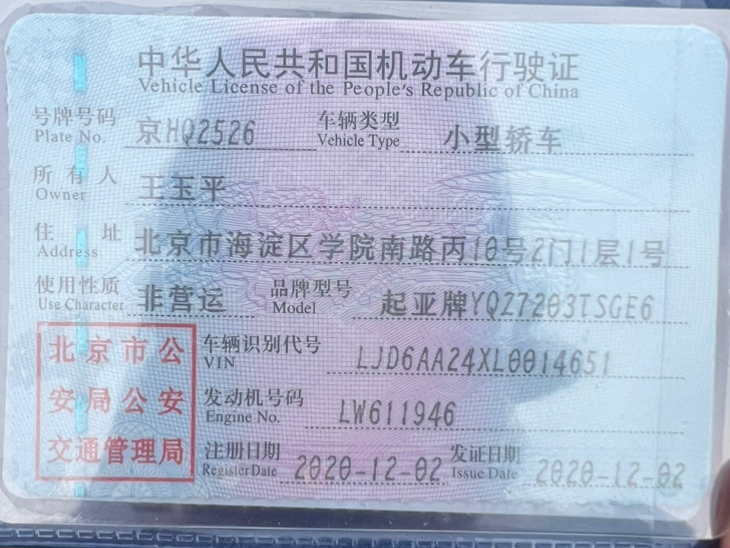 中华人民共和国机动车行驶证
Vehicle License of the People's Republic of China
号牌号码 京HQ2526 车辆类型 小型轿车
Plate No. Vehicle Type
所有人 王玉平
Owner
住址 北京市海淀区学院南路丙10号2门1层1号
Address
使用性质 非营运 品牌型号 起亚牌YQZ7203TSGE6
Use Character Model
北京市公安局公安交通管理局
车辆识别代号 LJD6AA24XL0014651
VIN
发动机号码 LW611946
Engine No.
注册日期 2020-12-02 发证日期 2020-12-02
Register Date Issue Date